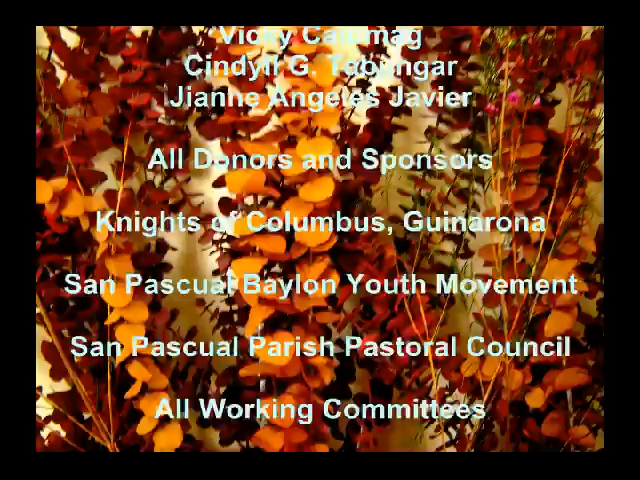 Vicky
Cindyll G. Tabungar
Jianne Angeles Javier
All Donors and Sponsors
Knights of Columbus, Guinarona
San Pascual Baylon Youth Movement
San Pascual Parish Pastoral Council
All Working Committees